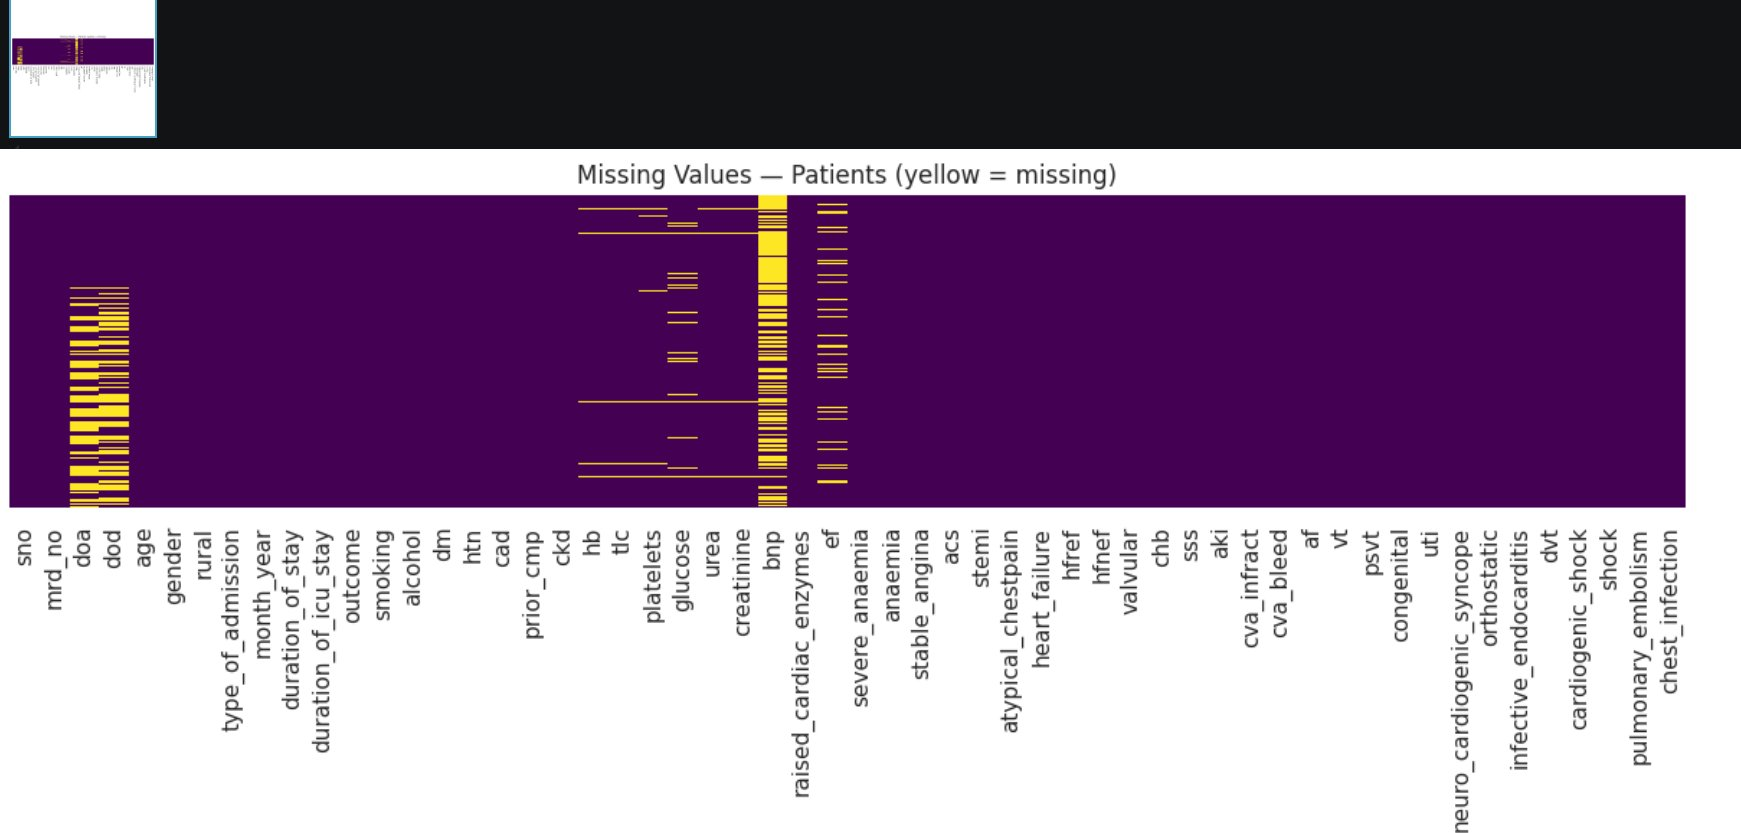 Missing Values — Patients (yellow = missing)
sno
mrd_no
doa
dod
age
gender
rural
type_of_admission
month_year
duration_of_stay
duration_of_icu_stay
outcome
smoking
alcohol
dm
htn
cad
prior_cmp
ckd
hb
tlc
platelets
glucose
urea
creatinine
bnp
raised_cardiac_enzymes
ef
severe_anaemia
anaemia
stable_angina
acs
stemi
atypical_chestpain
heart_failure
hfref
hfnef
valvular
chb
sss
aki
cva_infract
cva_bleed
af
vt
psvt
congenital
uti
neuro_cardiogenic_syncope
orthostatic
infective_endocarditis
dvt
cardiogenic_shock
shock
pulmonary_embolism
chest_infection